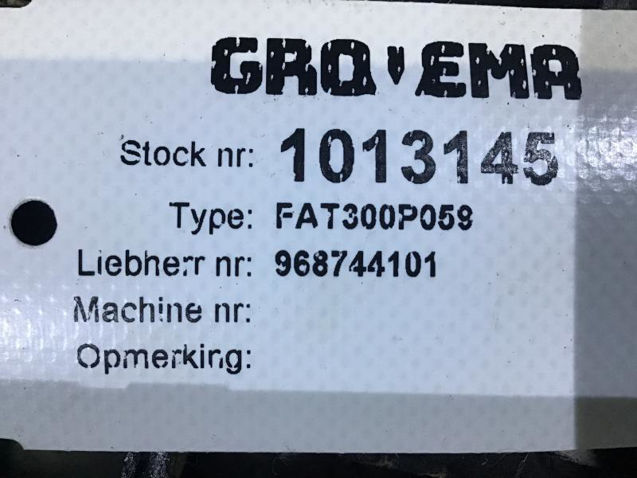 GROVEMA
Stock nr: 1013145
Type: FAT300P059
Liebherr nr: 968744101
Machine nr:
Opmerking: